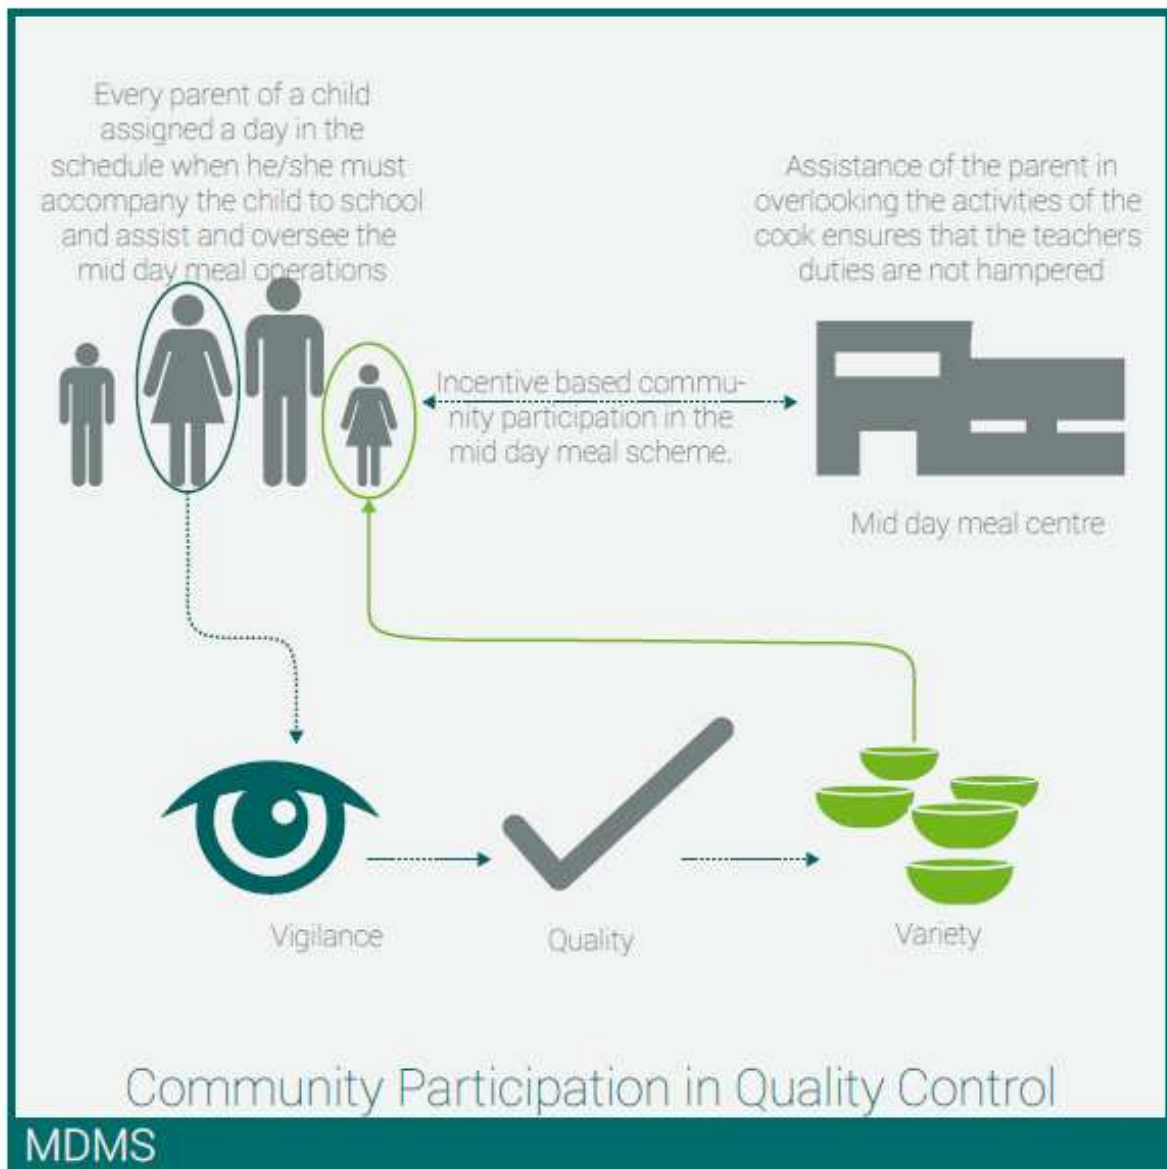 Every parent of a child
assigned a day in the
schedule when he/she must
accompany the child to school
and assist and oversee the
mid day meal operations
Assistance of the parent in
overlooking the activities of the
cook ensures that the teachers
duties are not hampered
Incentive based commu-
nity participation in the
mid day meal scheme.
Mid day meal centre
Vigilance
Quality
Variety
Community Participation in Quality Control
MDMS